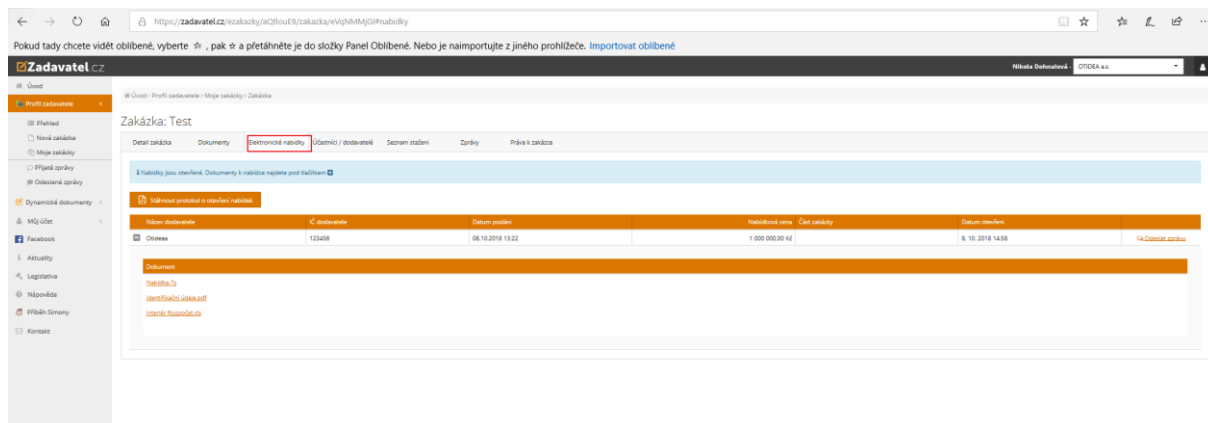 https://zadavatel.cz/ezakazky/aQtlouE9/zakazka/eVqNMMjGl#nabidky
Pokud tady chcete vidět oblíbené, vyberte ☆, pak ☆ a přetáhněte je do složky Panel Oblíbené. Nebo je naimportujte z jiného prohlížeče. Importovat oblíbené
Zadavatel.cz
Nikola Dohnalová - OTIDEA a.s.
Úvod
Profil zadavatele
Přehled
Nová zakázka
Moje zakázky
Přijaté zprávy
Odeslané zprávy
Dynamické dokumenty
Můj účet
Facebook
Aktuality
Legislativa
Nápověda
Příběh Simony
Kontakt
Úvod › Profil zadavatele › Moje zakázky › Zakázka
Zakázka: Test
Detail zakázka Dokumenty Elektronické nabídky Účastníci / dodavatelé Seznam stažení Zprávy Práva k zakázce
Nabídky jsou otevřené. Dokumenty k nabídce najdete pod tlačítkem
Stáhnout protokol o otevření nabídek
Název dodavatele IČ dodavatele Datum podání Nabídková cena Část zakázky Datum otevření
Otideaa 123456 08.10.2018 13:22 1 000 000,00 Kč 8. 10. 2018 14:58 Odeslat zprávu
Dokument
Nabídka.7z
Identifikační údaje.pdf
Interiér Rozpočet.xls